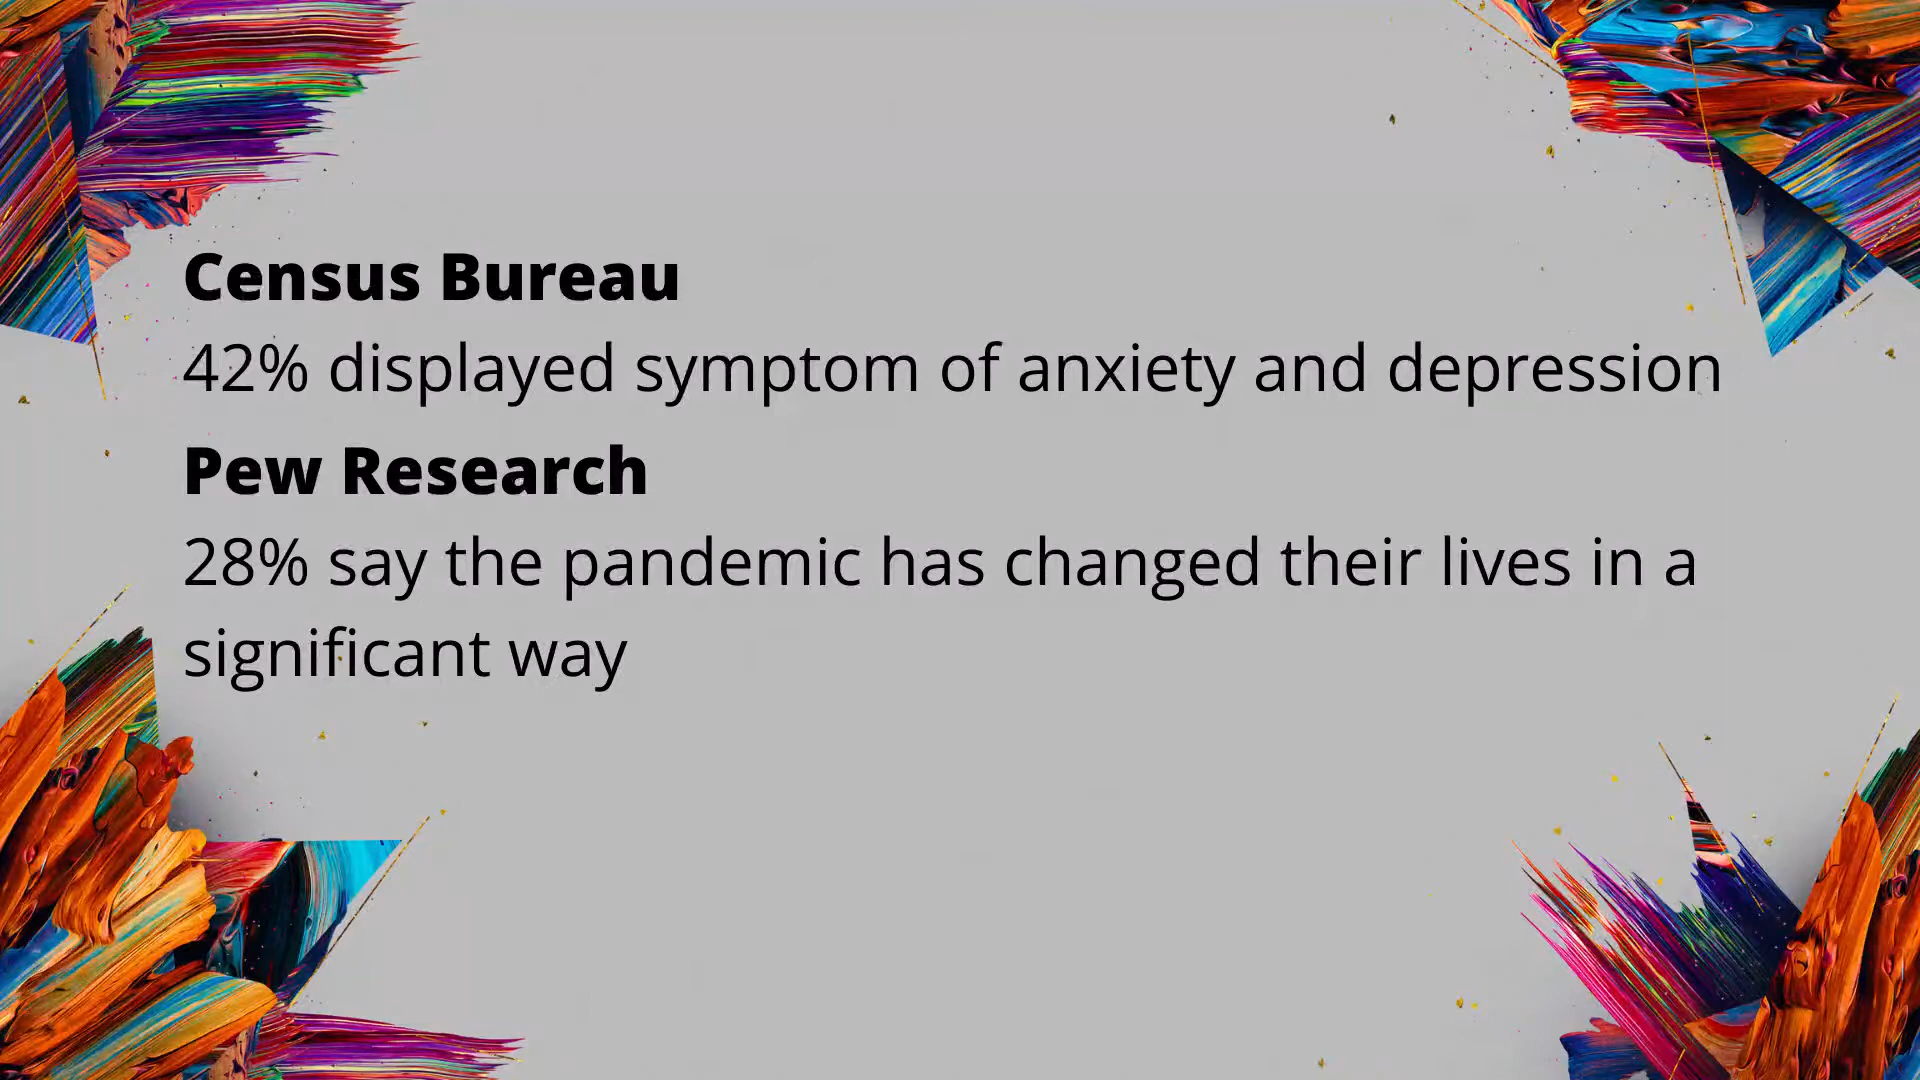 Census Bureau
42% displayed symptom of anxiety and depression
Pew Research
28% say the pandemic has changed their lives in a
significant way